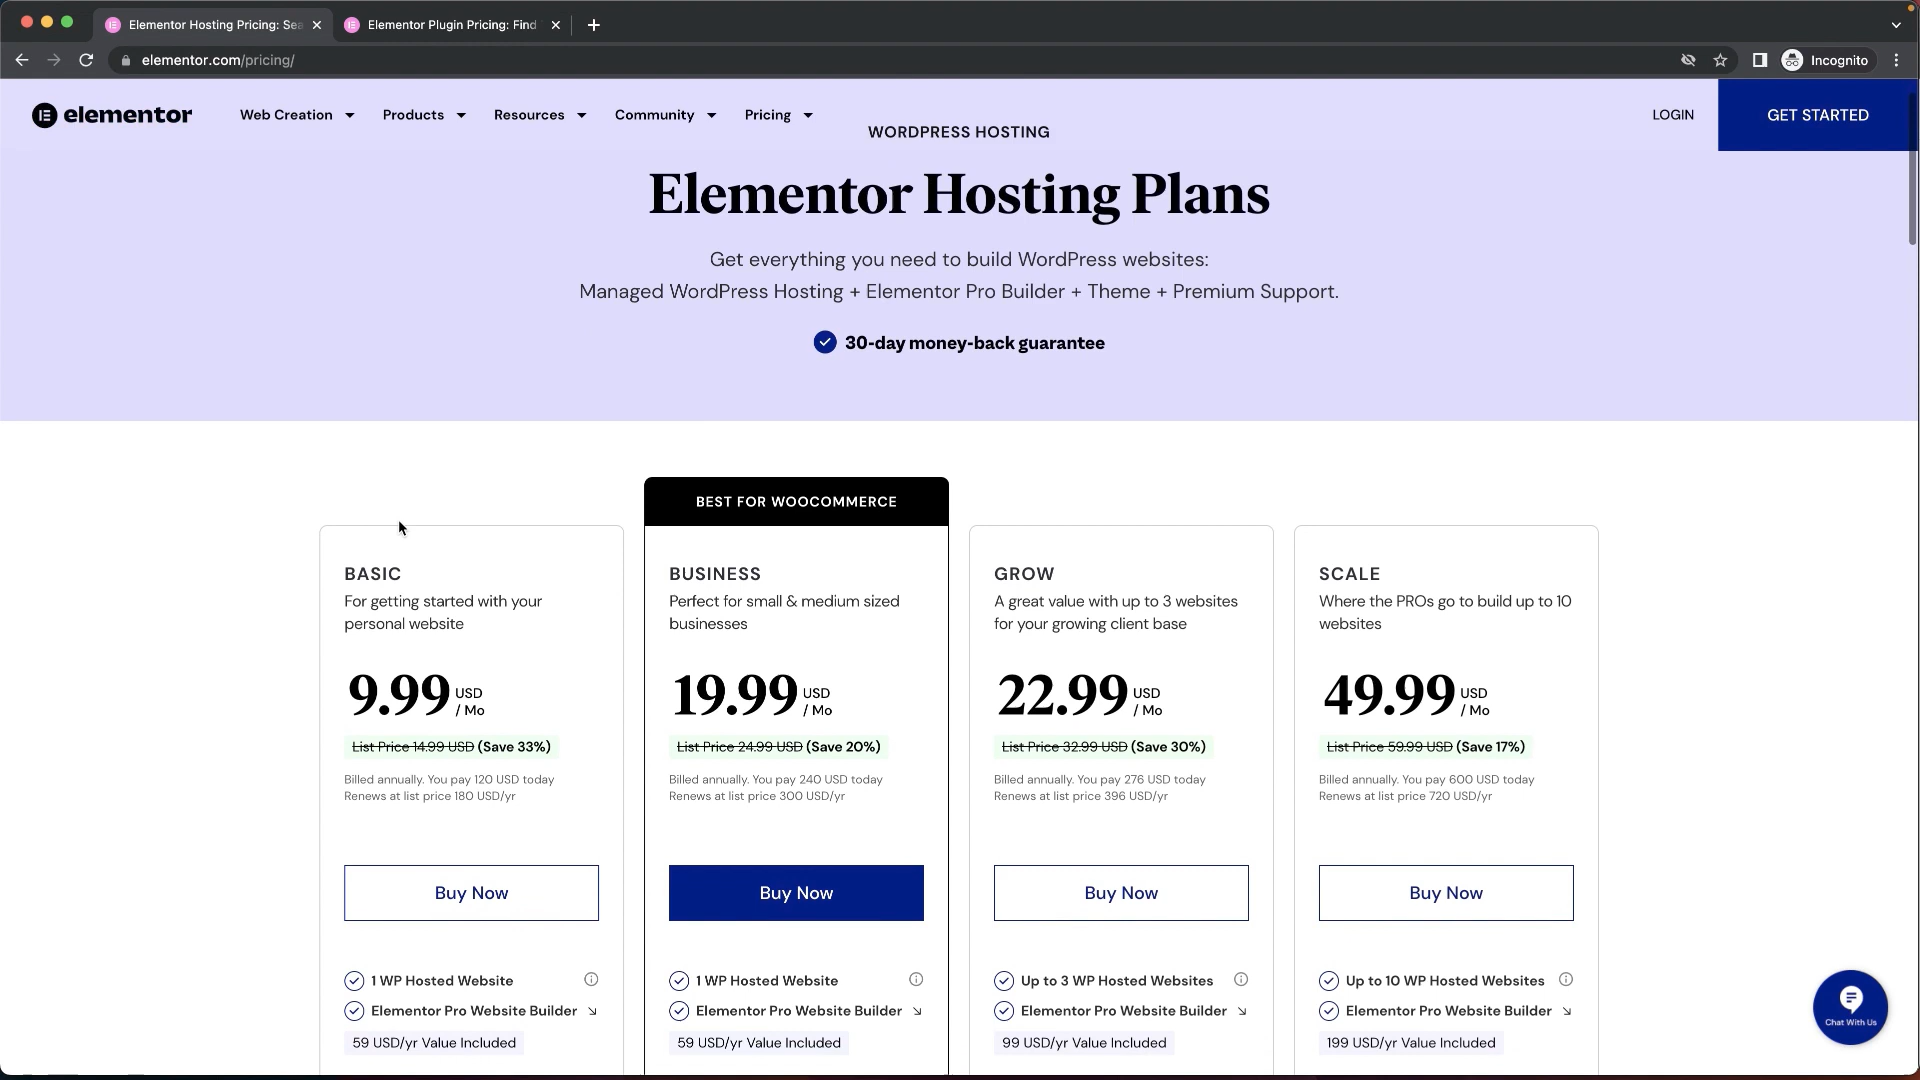 Elementor Hosting Pricing: Sea
Elementor Plugin Pricing: Find
elementor.com/pricing/
Incognito
elementor
Web Creation
Products
Resources
Community
Pricing
LOGIN
GET STARTED
WORDPRESS HOSTING
Elementor Hosting Plans
Get everything you need to build WordPress websites:
Managed WordPress Hosting + Elementor Pro Builder + Theme + Premium Support.
30-day money-back guarantee
BASIC
For getting started with your
personal website
9.99 USD
/ Mo
List Price 14.99 USD (Save 33%)
Billed annually. You pay 120 USD today
Renews at list price 180 USD/yr
Buy Now
1 WP Hosted Website
Elementor Pro Website Builder
59 USD/yr Value Included
BEST FOR WOOCOMMERCE
BUSINESS
Perfect for small & medium sized
businesses
19.99 USD
/ Mo
List Price 24.99 USD (Save 20%)
Billed annually. You pay 240 USD today
Renews at list price 300 USD/yr
Buy Now
1 WP Hosted Website
Elementor Pro Website Builder
59 USD/yr Value Included
GROW
A great value with up to 3 websites
for your growing client base
22.99 USD
/ Mo
List Price 32.99 USD (Save 30%)
Billed annually. You pay 276 USD today
Renews at list price 396 USD/yr
Buy Now
Up to 3 WP Hosted Websites
Elementor Pro Website Builder
99 USD/yr Value Included
SCALE
Where the PROs go to build up to 10
websites
49.99 USD
/ Mo
List Price 59.99 USD (Save 17%)
Billed annually. You pay 600 USD today
Renews at list price 720 USD/yr
Buy Now
Up to 10 WP Hosted Websites
Elementor Pro Website Builder
199 USD/yr Value Included
Chat With Us